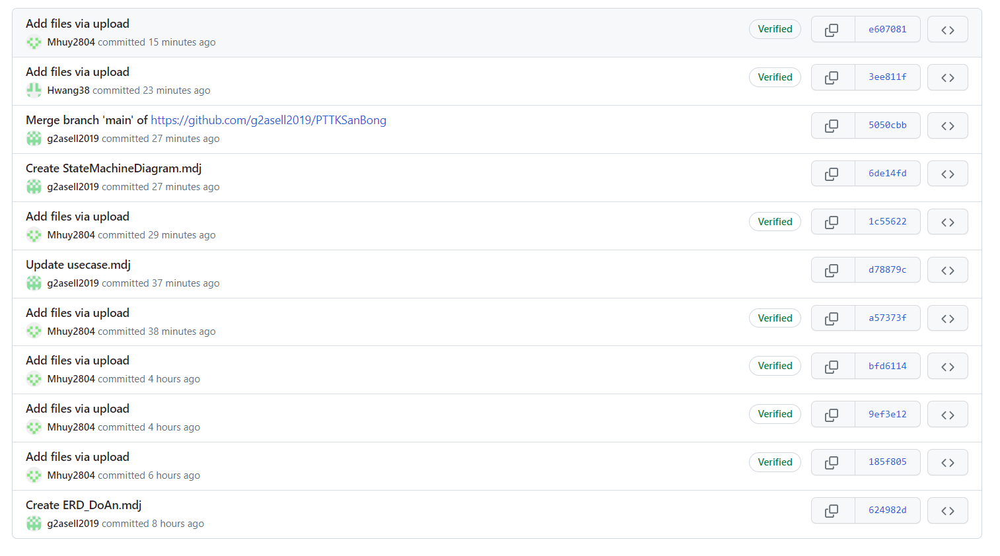 Add files via upload
Mhuy2804 committed 15 minutes ago
Verified
e607081
Add files via upload
Hwang38 committed 23 minutes ago
Verified
3ee811f
Merge branch 'main' of https://github.com/g2asell2019/PTTKSanBong
g2asell2019 committed 27 minutes ago
5050cbb
Create StateMachineDiagram.mdj
g2asell2019 committed 27 minutes ago
6de14fd
Add files via upload
Mhuy2804 committed 29 minutes ago
Verified
1c55622
Update usecase.mdj
g2asell2019 committed 37 minutes ago
d78879c
Add files via upload
Mhuy2804 committed 38 minutes ago
Verified
a57373f
Add files via upload
Mhuy2804 committed 4 hours ago
Verified
bfd6114
Add files via upload
Mhuy2804 committed 4 hours ago
Verified
9ef3e12
Add files via upload
Mhuy2804 committed 6 hours ago
Verified
185f805
Create ERD_DoAn.mdj
g2asell2019 committed 8 hours ago
624982d